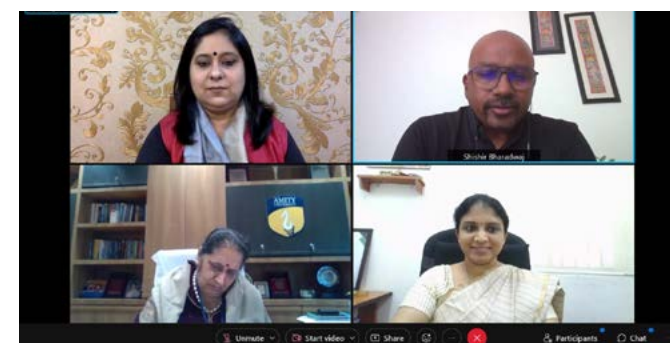 Shishir Bharadwaj
AMITY
Unmute
Start video
Share
Participants
Chat